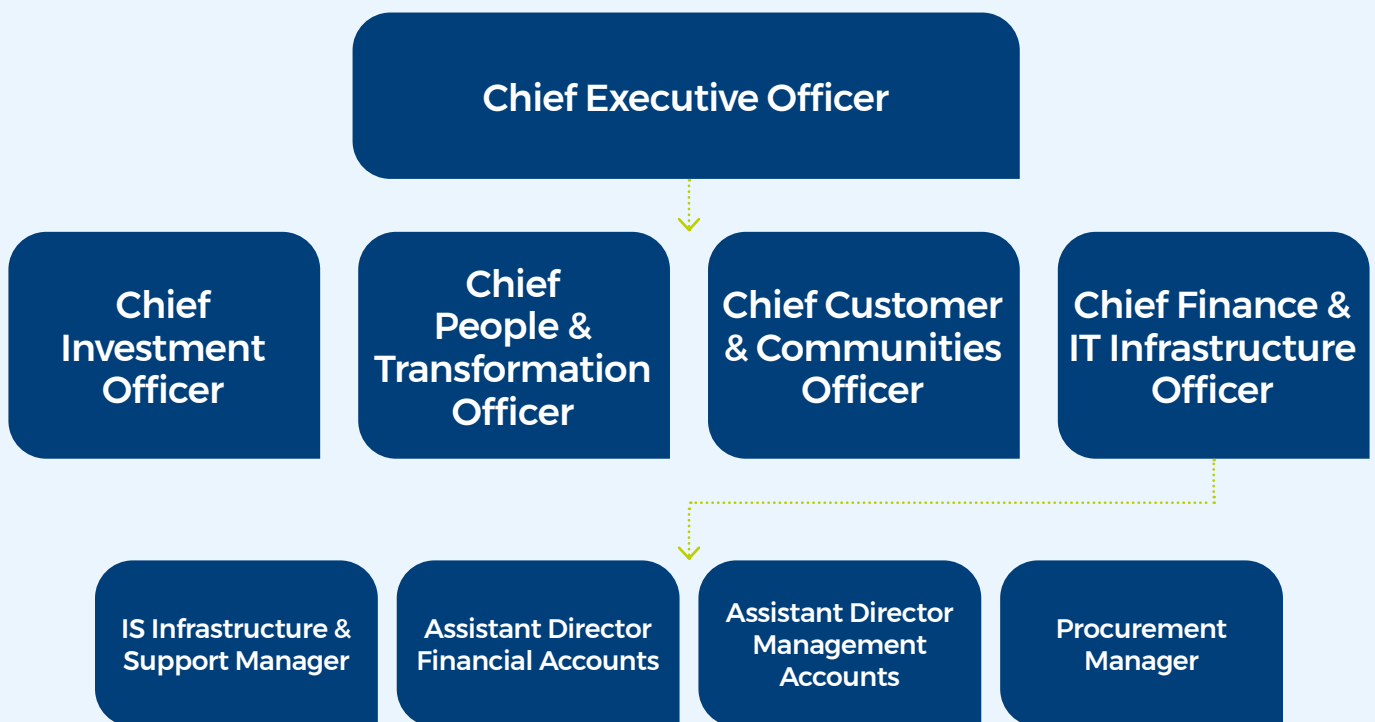 Chief Executive Officer
Chief
Investment
Officer
Chief
People &
Transformation
Officer
Chief Customer
& Communities
Officer
Chief Finance &
IT Infrastructure
Officer
IS Infrastructure &
Support Manager
Assistant Director
Financial Accounts
Assistant Director
Management
Accounts
Procurement
Manager